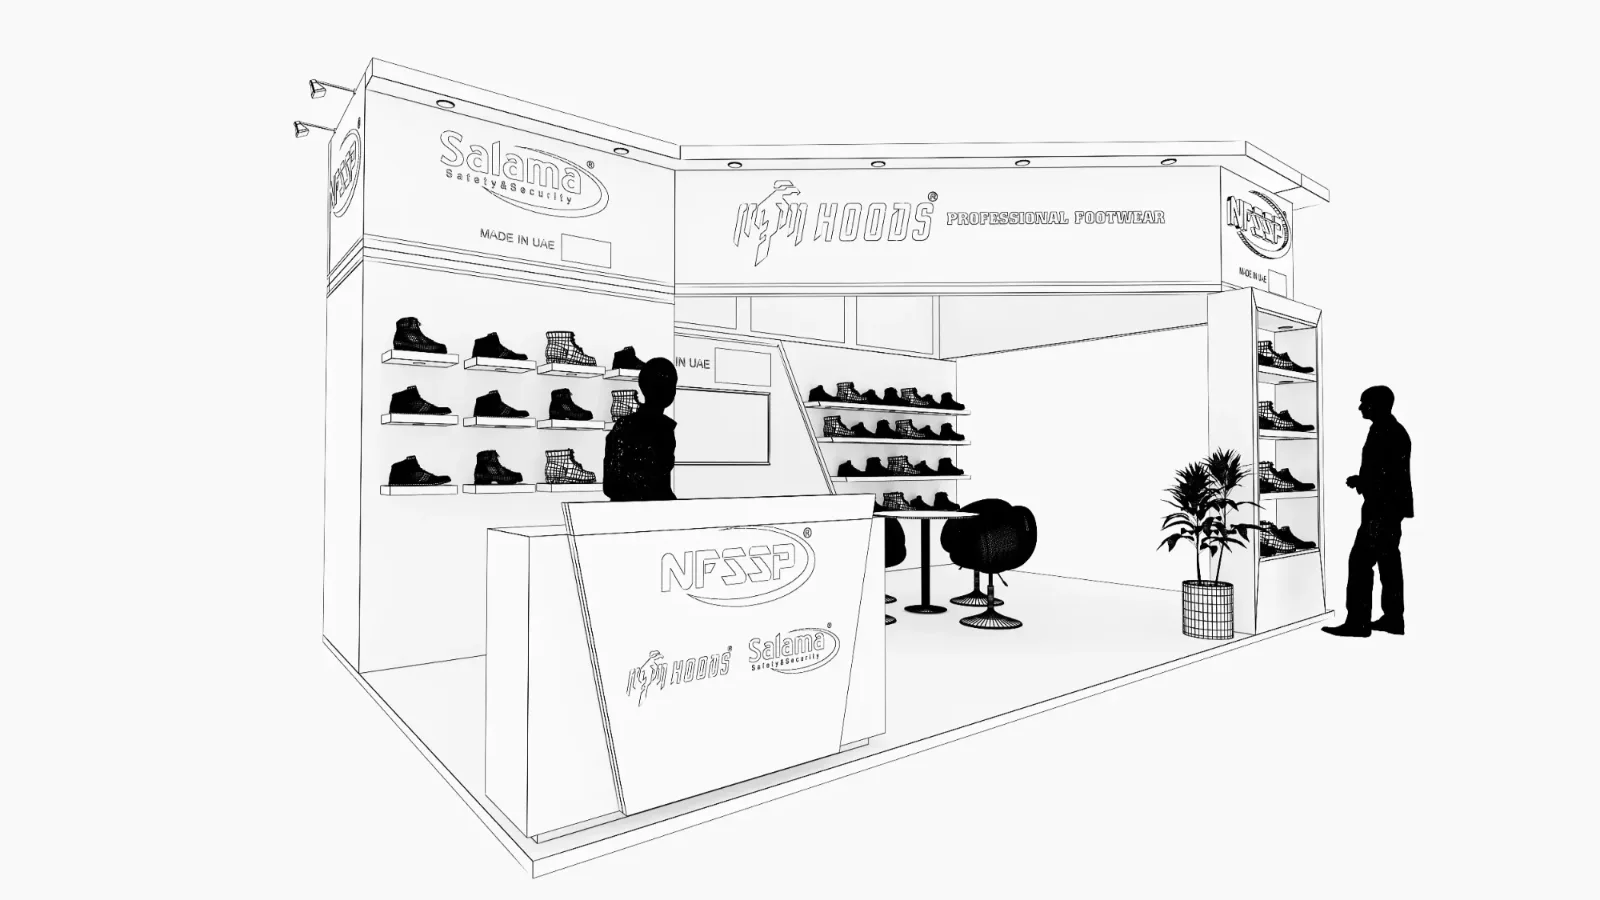 NFSSP®
Salama®
Safety&Security
MADE IN UAE
HOODS® PROFESSIONAL FOOTWEAR
NFSSP
MADE IN UAE
IN UAE
NFSSP®
HOODS®
Salama®
Safety&Security